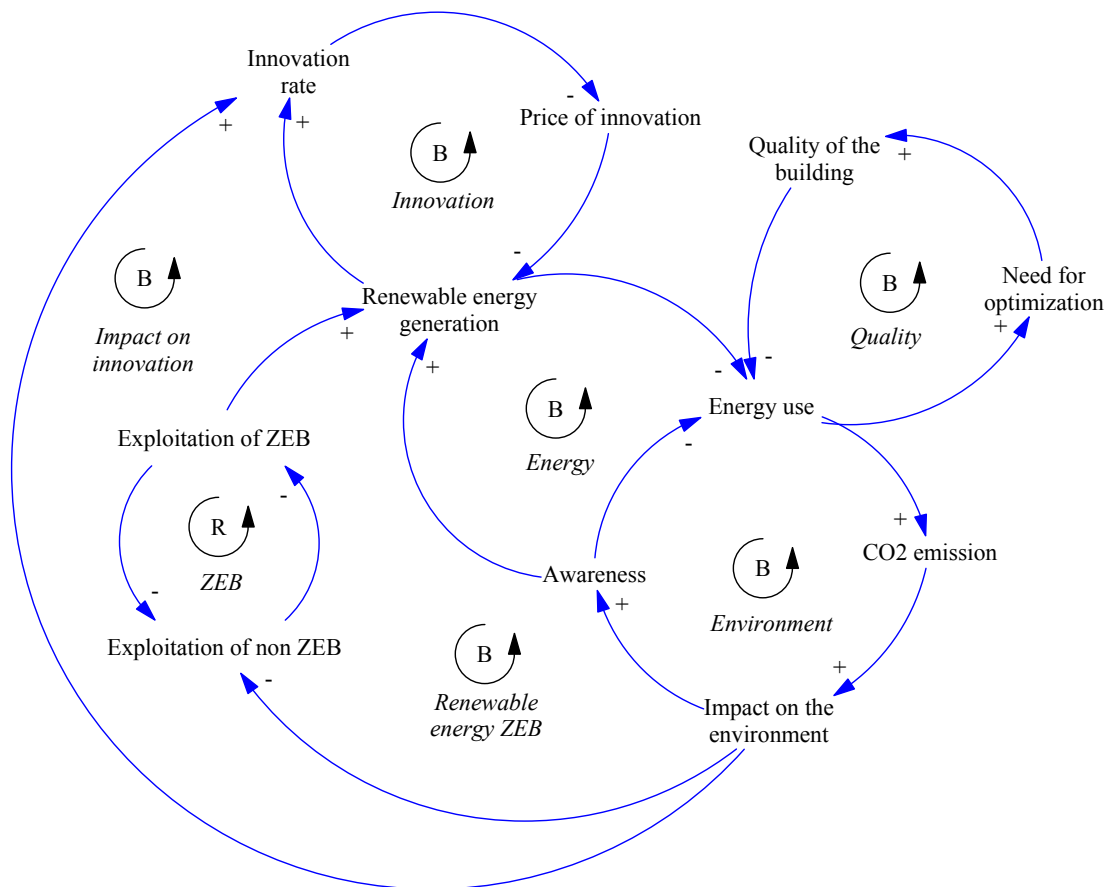 Innovation
rate
-
Price of innovation
+
+
B
Innovation
Quality of the
building
+
B
Impact on
innovation
-
Renewable energy
generation
+
+
B
Quality
Need for
optimization
+
-
-
Energy use
B
Energy
-
Exploitation of ZEB
-
R
ZEB
-
Exploitation of non ZEB
-
Awareness
+
B
Environment
+
CO2 emission
+
B
Renewable
energy ZEB
Impact on the
environment